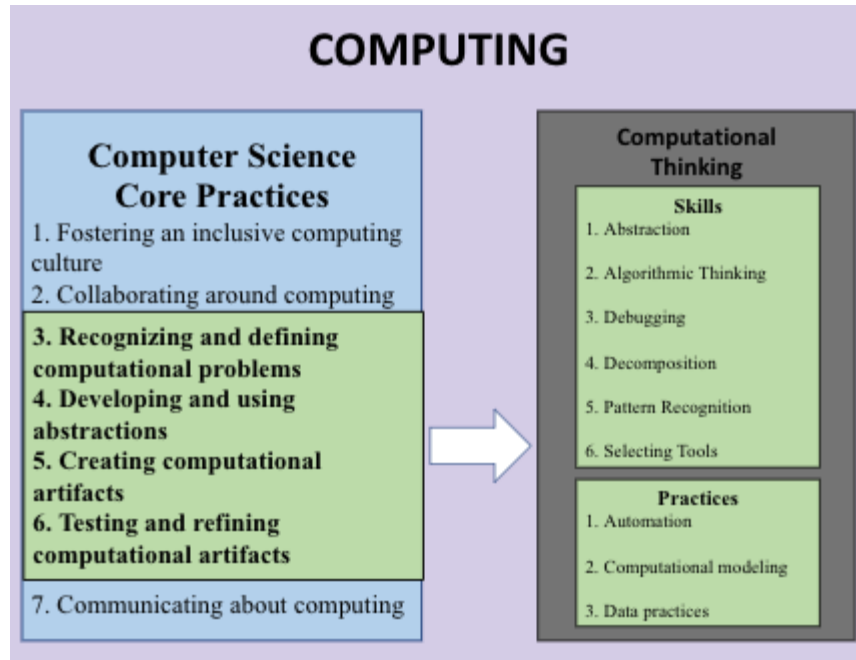 COMPUTING
Computer Science
Core Practices
1. Fostering an inclusive computing
culture
2. Collaborating around computing
3. Recognizing and defining
computational problems
4. Developing and using
abstractions
5. Creating computational
artifacts
6. Testing and refining
computational artifacts
7. Communicating about computing
Computational
Thinking
Skills
1. Abstraction
2. Algorithmic Thinking
3. Debugging
4. Decomposition
5. Pattern Recognition
6. Selecting Tools
Practices
1. Automation
2. Computational modeling
3. Data practices